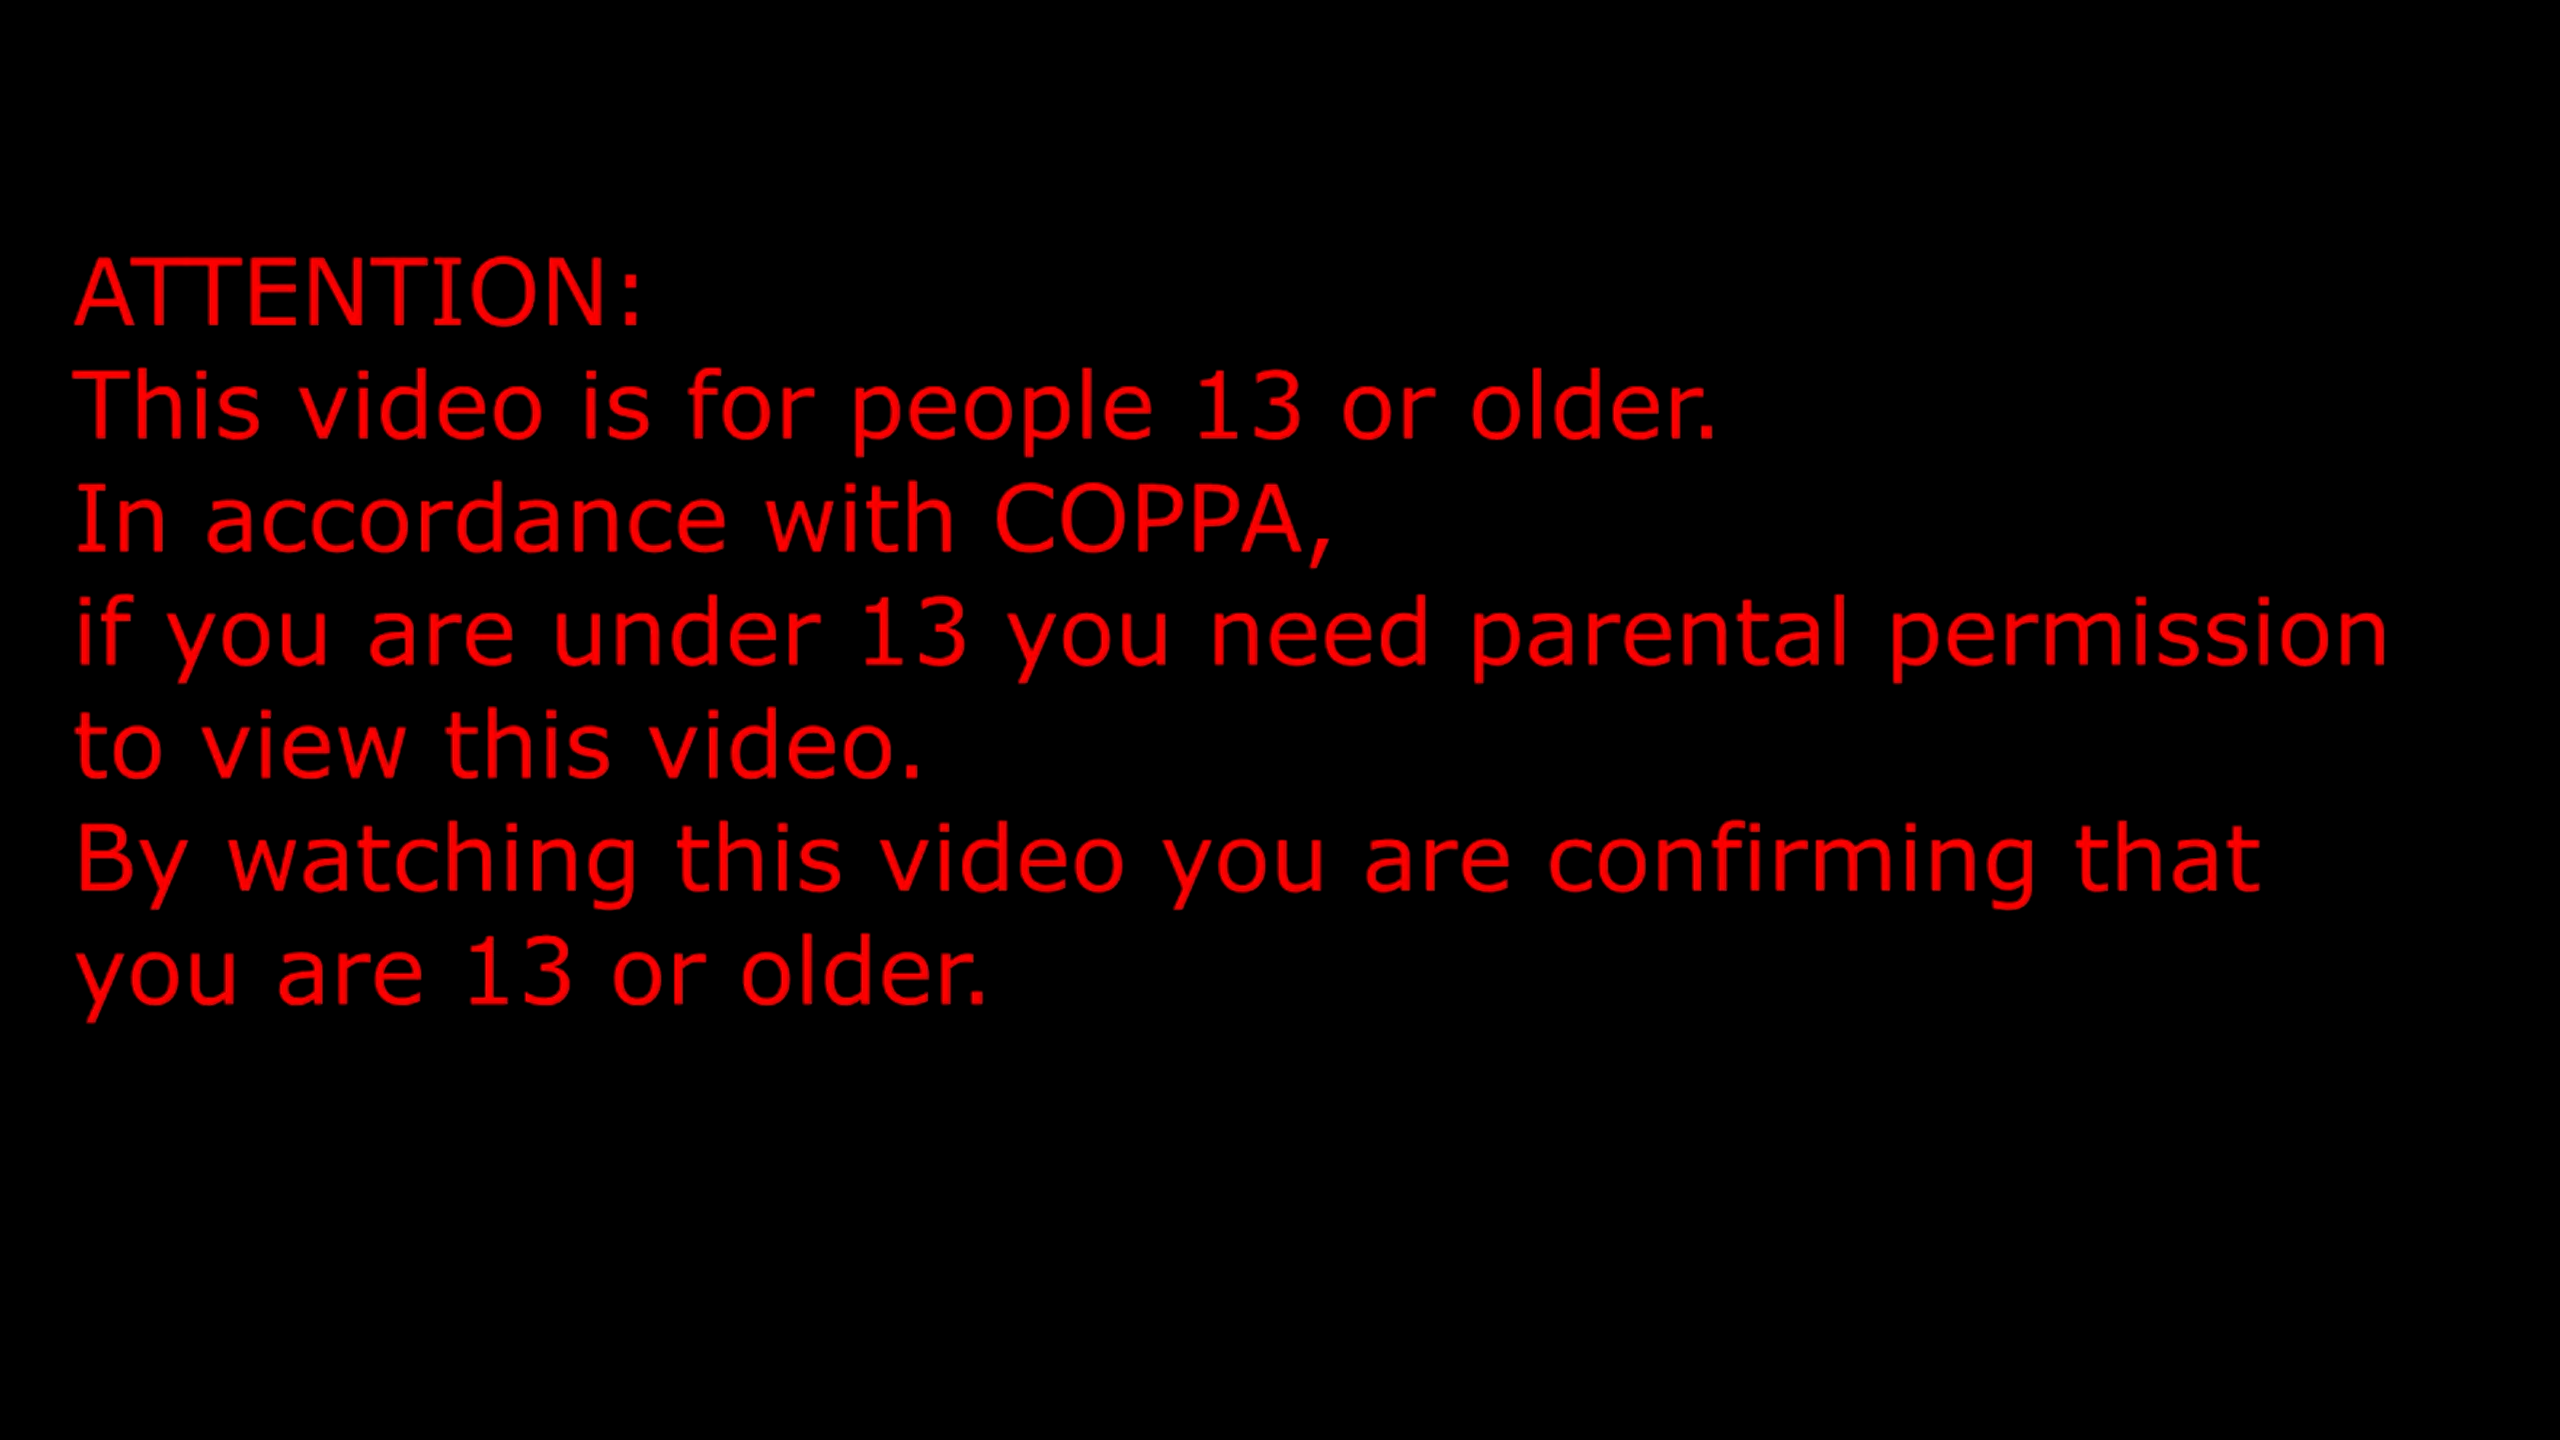 ATTENTION:
This video is for people 13 or older.
In accordance with COPPA,
if you are under 13 you need parental permission
to view this video.
By watching this video you are confirming that
you are 13 or older.